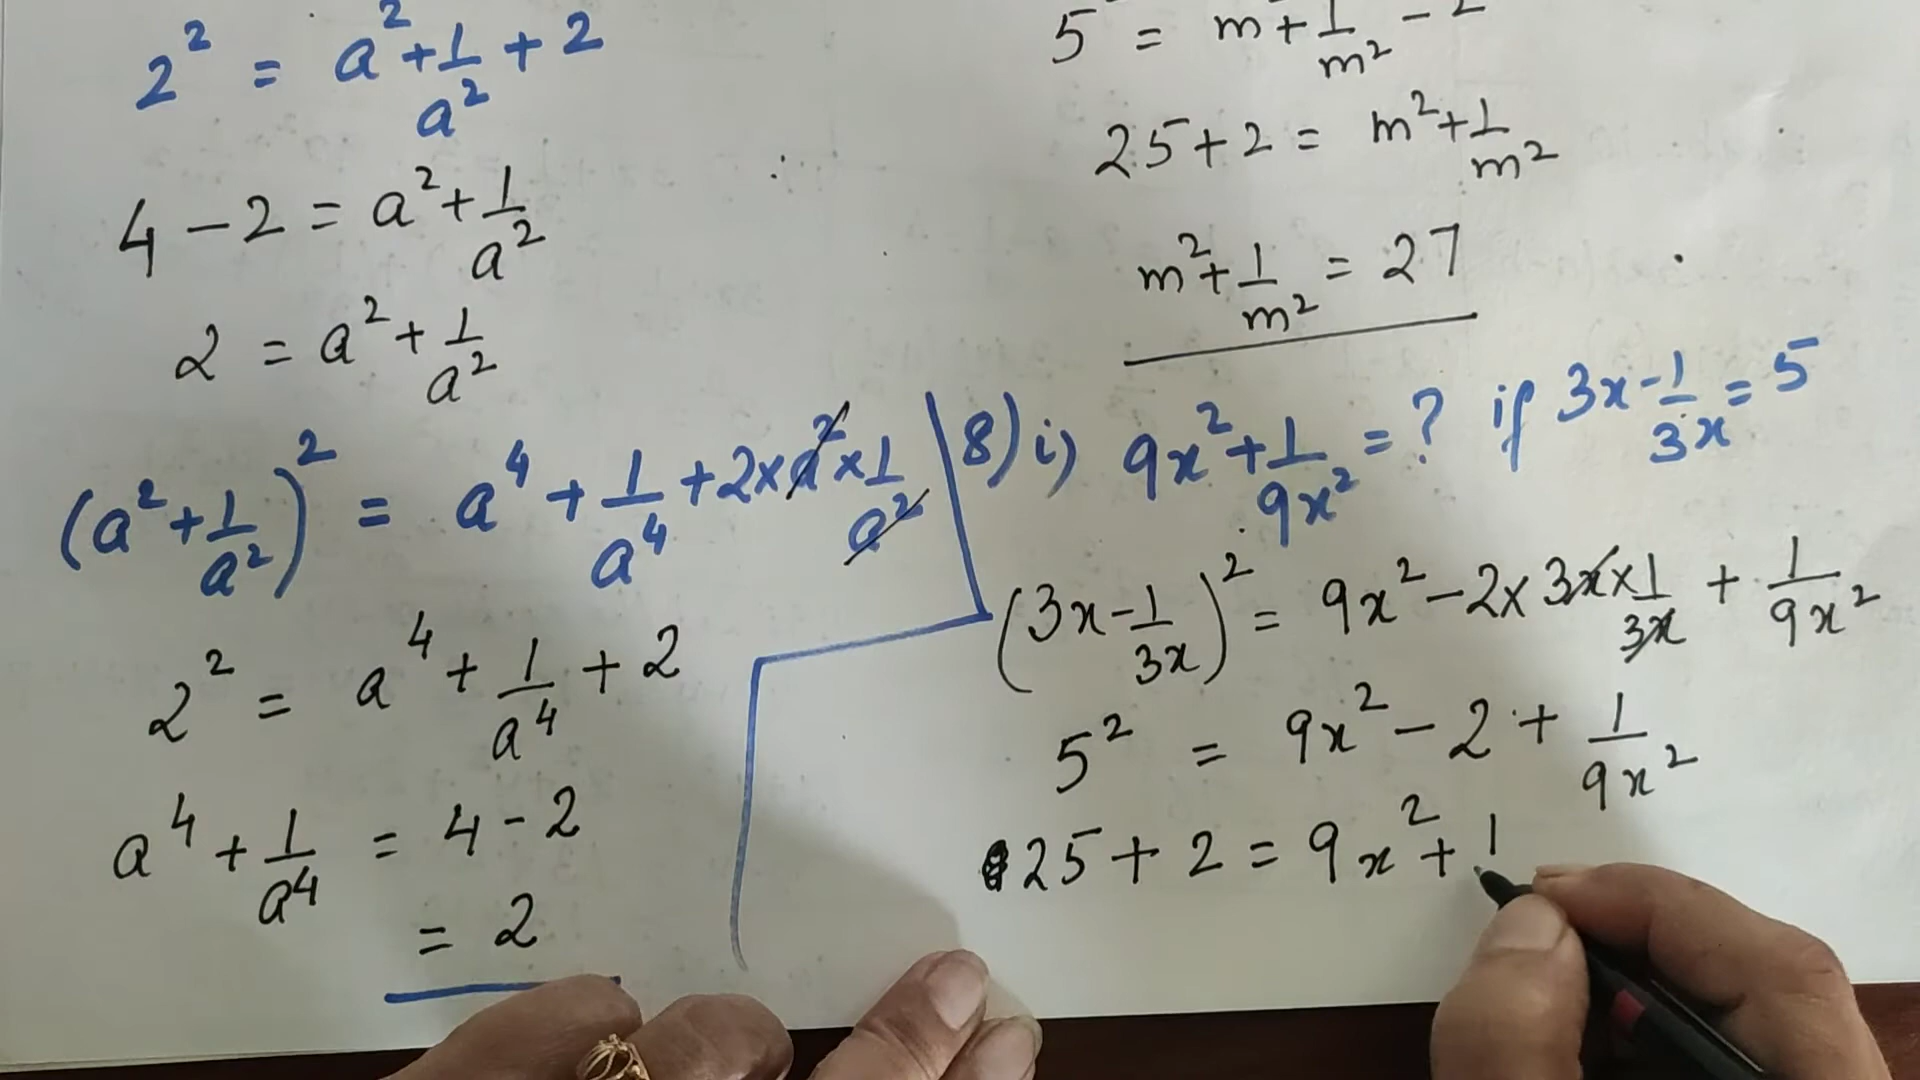 2² = a² + 1/a² + 2
4 - 2 = a² + 1/a²
2 = a² + 1/a²
(a² + 1/a²)² = a⁴ + 1/a⁴ + 2 × a² × 1/a²
2² = a⁴ + 1/a⁴ + 2
a⁴ + 1/a⁴ = 4 - 2
= 2
5 = m + 1/m² - 2
25 + 2 = m² + 1/m²
m² + 1/m² = 27
8) i) 9x² + 1/9x² = ? if 3x - 1/3x = 5
(3x - 1/3x)² = 9x² - 2 × 3x × 1/3x + 1/9x²
5² = 9x² - 2 + 1/9x²
25 + 2 = 9x² + 1